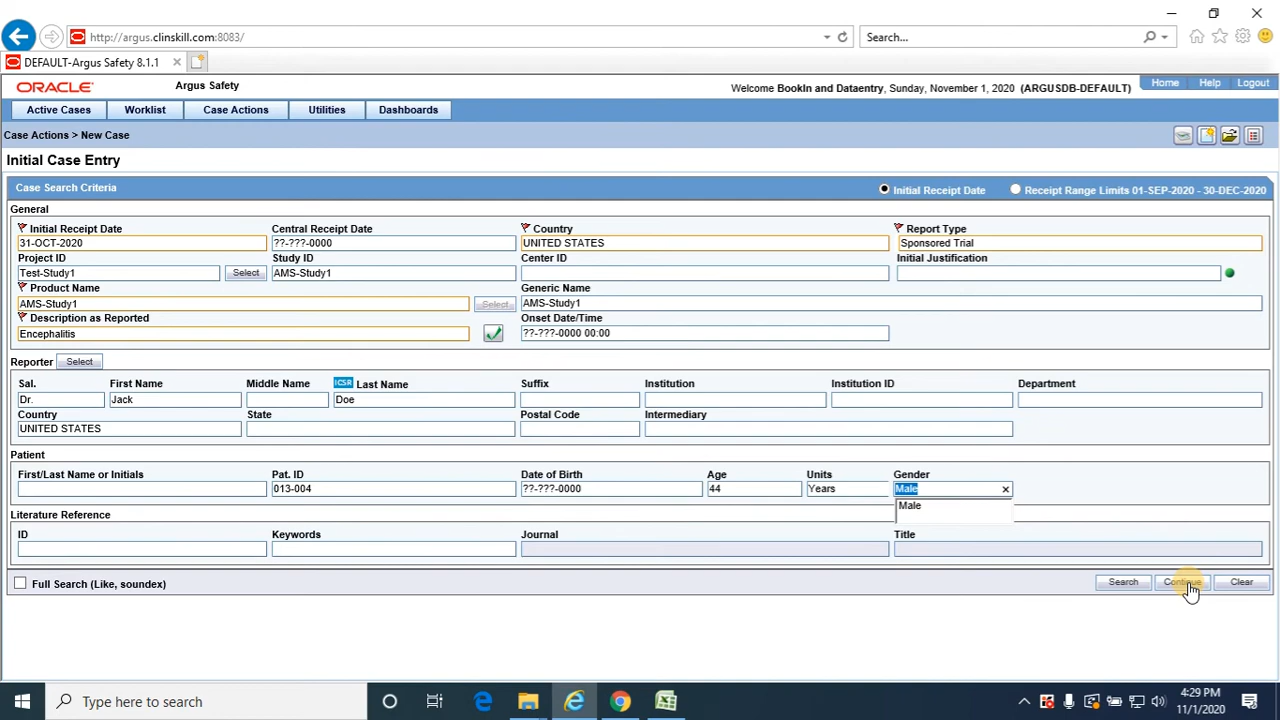 http://argus.clinskill.com:8083/
Search...
DEFAULT-Argus Safety 8.1.1
ORACLE
Argus Safety
Welcome BookIn and Dataentry, Sunday, November 1, 2020 (ARGUSDB-DEFAULT)
Home Help Logout
Active Cases Worklist Case Actions Utilities Dashboards
Case Actions > New Case
Initial Case Entry
Case Search Criteria Initial Receipt Date Receipt Range Limits 01-SEP-2020 - 30-DEC-2020
General
Initial Receipt Date Central Receipt Date Country Report Type
31-OCT-2020 ??-???-0000 UNITED STATES Sponsored Trial
Project ID Study ID Center ID Initial Justification
Test-Study1 Select AMS-Study1
Product Name Generic Name
AMS-Study1 Select AMS-Study1
Description as Reported Onset Date/Time
Encephalitis ??-???-0000 00:00
Reporter Select
Sal. First Name Middle Name ICSR Last Name Suffix Institution Institution ID Department
Dr. Jack Doe
Country State Postal Code Intermediary
UNITED STATES
Patient
First/Last Name or Initials Pat. ID Date of Birth Age Units Gender
013-004 ??-???-0000 44 Years Male
Male
Literature Reference
ID Keywords Journal Title
Full Search (Like, soundex) Search Continue Clear
Type here to search
4:29 PM
11/1/2020